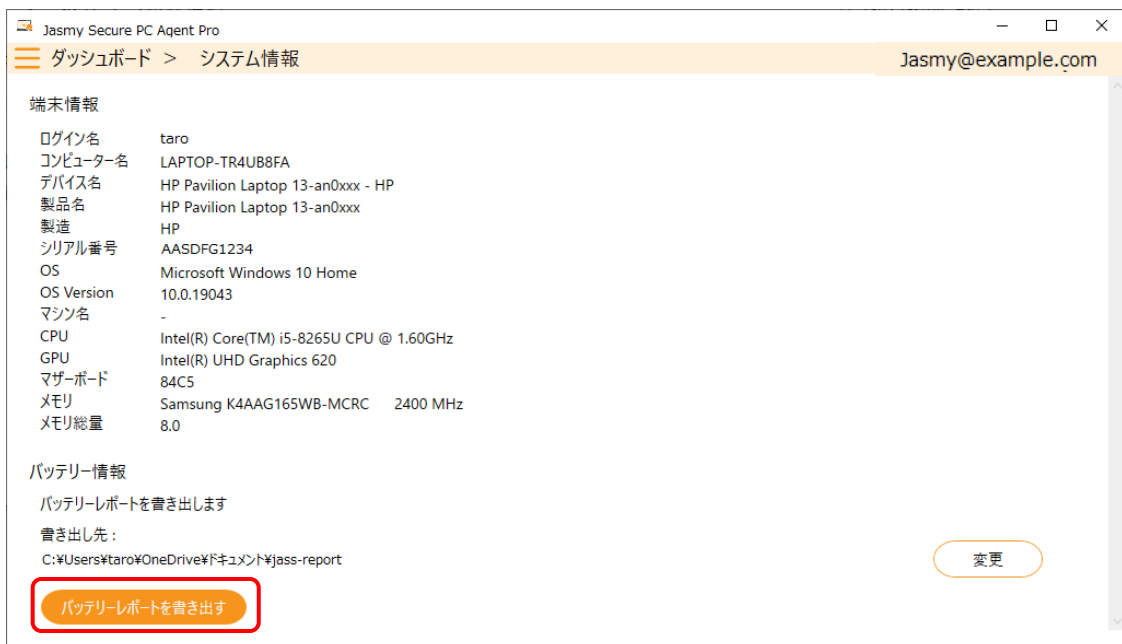 Jasmy Secure PC Agent Pro
ダッシュボード > システム情報 Jasmy@example.com
端末情報
ログイン名 taro
コンピューター名 LAPTOP-TR4UB8FA
デバイス名 HP Pavilion Laptop 13-an0xxx - HP
製品名 HP Pavilion Laptop 13-an0xxx
製造 HP
シリアル番号 AASDFG1234
OS Microsoft Windows 10 Home
OS Version 10.0.19043
マシン名 -
CPU Intel(R) Core(TM) i5-8265U CPU @ 1.60GHz
GPU Intel(R) UHD Graphics 620
マザーボード 84C5
メモリ Samsung K4AAG165WB-MCRC 2400 MHz
メモリ総量 8.0
バッテリー情報
バッテリーレポートを書き出します
書き出し先 :
C:¥Users¥taro¥OneDrive¥ドキュメント¥jass-report
変更
バッテリーレポートを書き出す